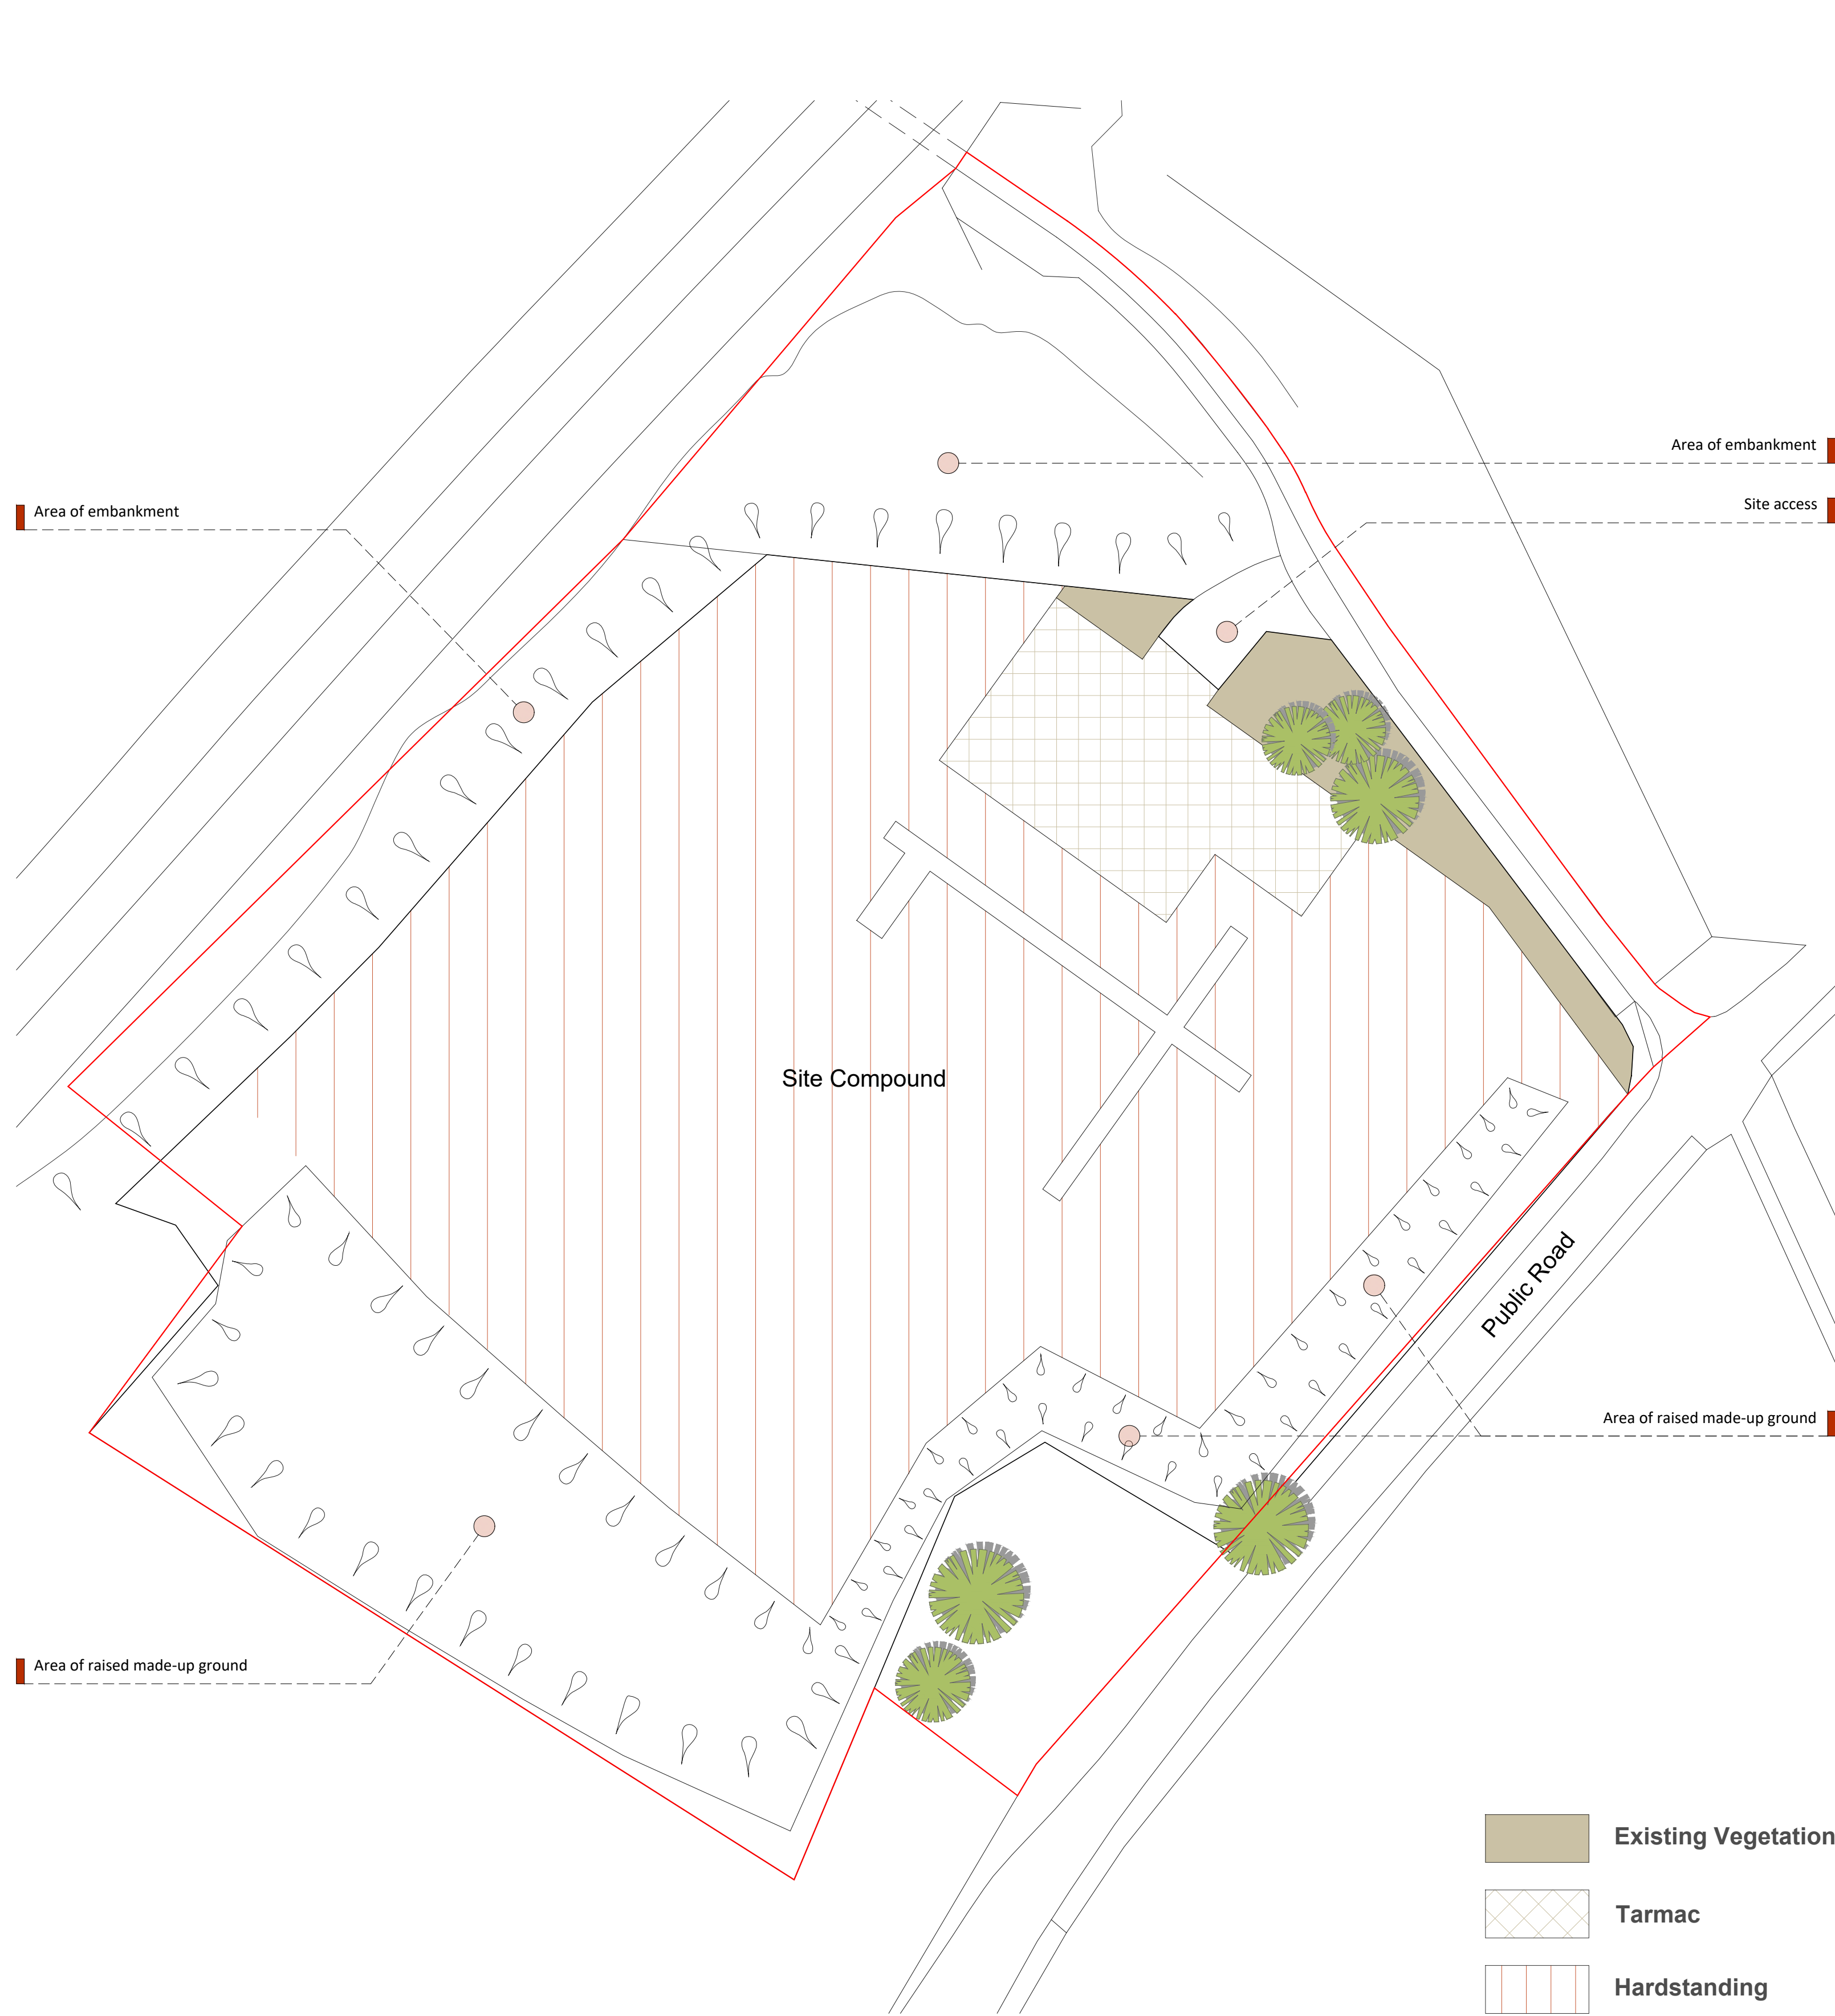 Area of embankment
Site access
Area of embankment
Site Compound
Public Road
Area of raised made-up ground
Area of raised made-up ground
Existing Vegetation
Tarmac
Hardstanding